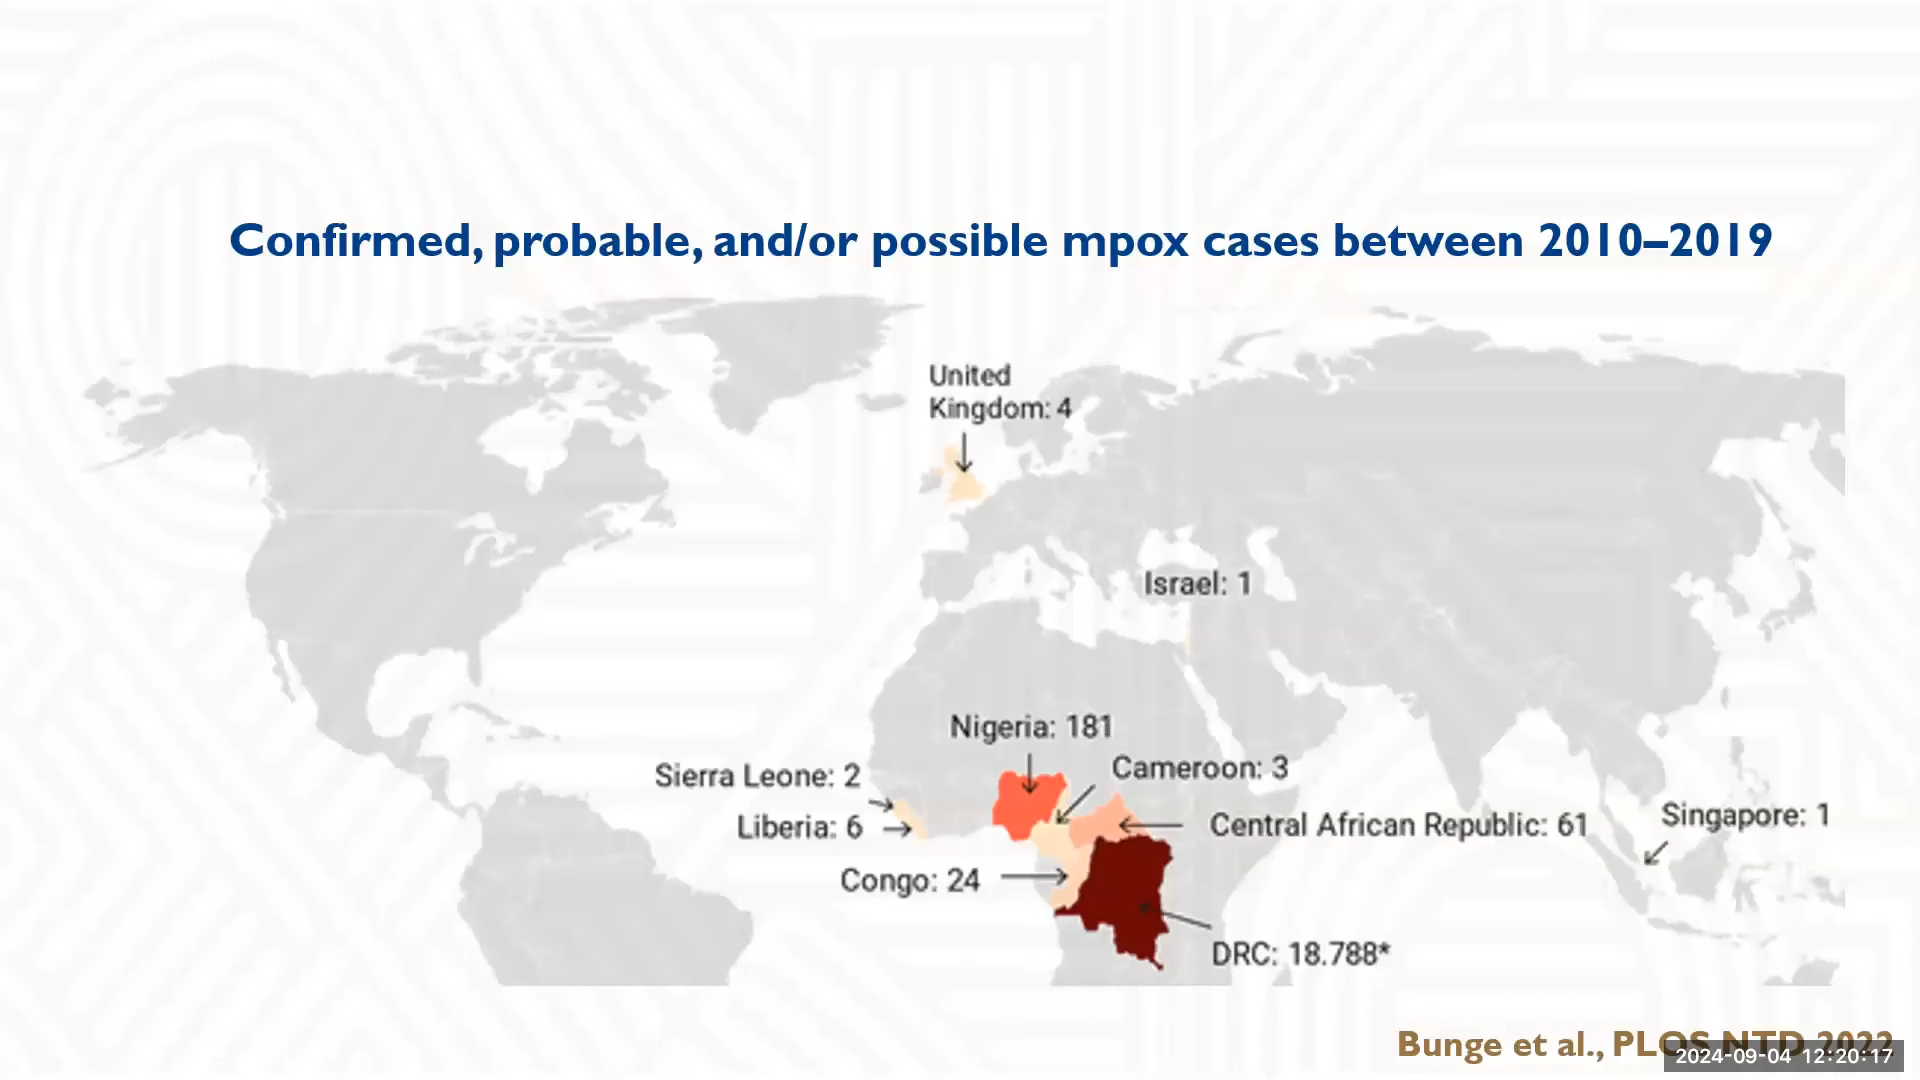 Confirmed, probable, and/or possible mpox cases between 2010–2019
United
Kingdom: 4
Israel: 1
Nigeria: 181
Cameroon: 3
Sierra Leone: 2
Liberia: 6
Central African Republic: 61
Singapore: 1
Congo: 24
DRC: 18.788*
Bunge et al., PLOS NTD 2022
2024-09-04 12:20:17